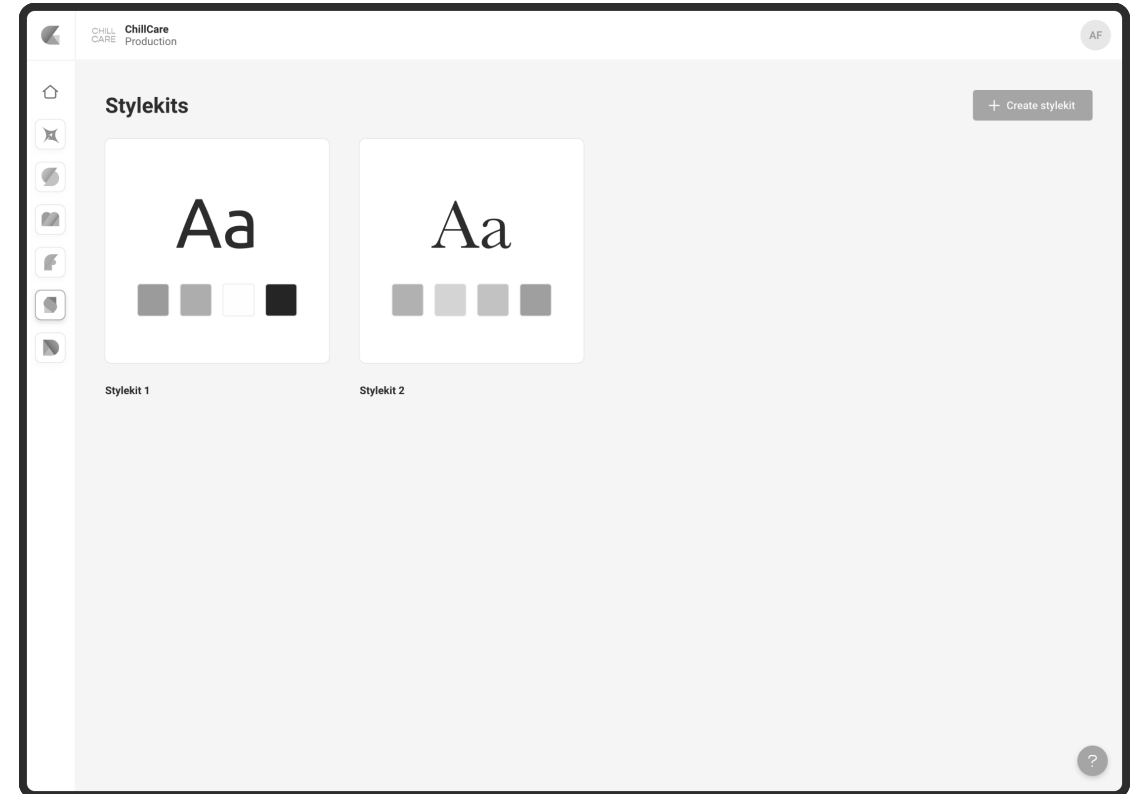 CHILL
CARE
ChillCare
Production
AF
Stylekits
+ Create stylekit
Aa
Aa
Stylekit 1
Stylekit 2
?